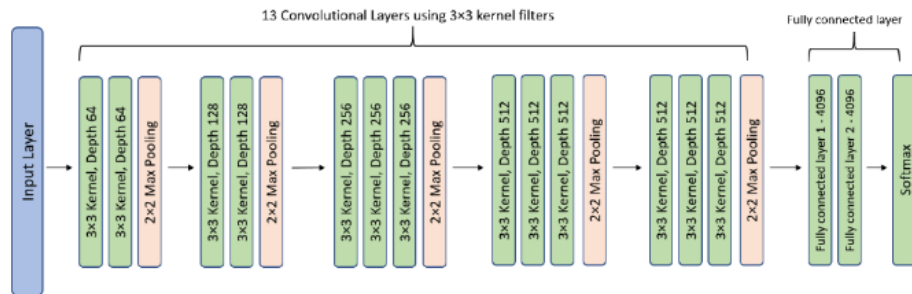 13 Convolutional Layers using 3×3 kernel filters
Fully connected layer
Input Layer
3×3 Kernel, Depth 64
3×3 Kernel, Depth 64
2×2 Max Pooling
3×3 Kernel, Depth 128
3×3 Kernel, Depth 128
2×2 Max Pooling
3×3 Kernel, Depth 256
3×3 Kernel, Depth 256
3×3 Kernel, Depth 256
2×2 Max Pooling
3×3 Kernel, Depth 512
3×3 Kernel, Depth 512
3×3 Kernel, Depth 512
2×2 Max Pooling
3×3 Kernel, Depth 512
3×3 Kernel, Depth 512
3×3 Kernel, Depth 512
2×2 Max Pooling
Fully connected layer 1 - 4096
Fully connected layer 2 - 4096
Softmax